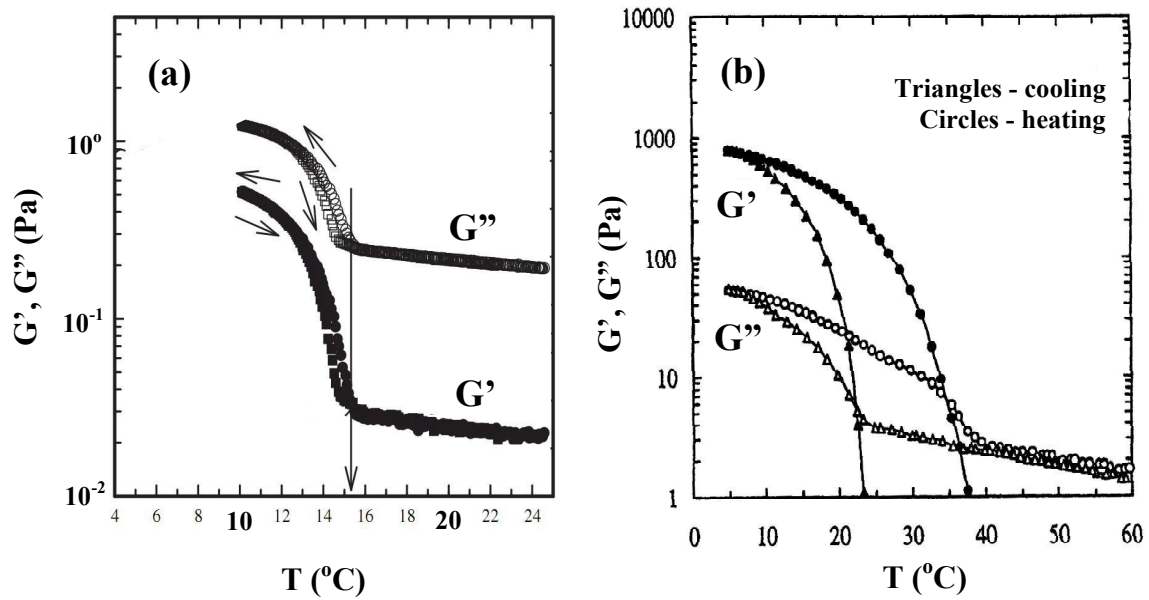 (a)
G', G" (Pa)
10⁰
10⁻¹
10⁻²
G"
G'
4 6 8 10 12 14 16 18 20 22 24
T (°C)
(b)
Triangles - cooling
Circles - heating
G', G" (Pa)
10000
1000
100
10
1
G'
G"
0 10 20 30 40 50 60
T (°C)